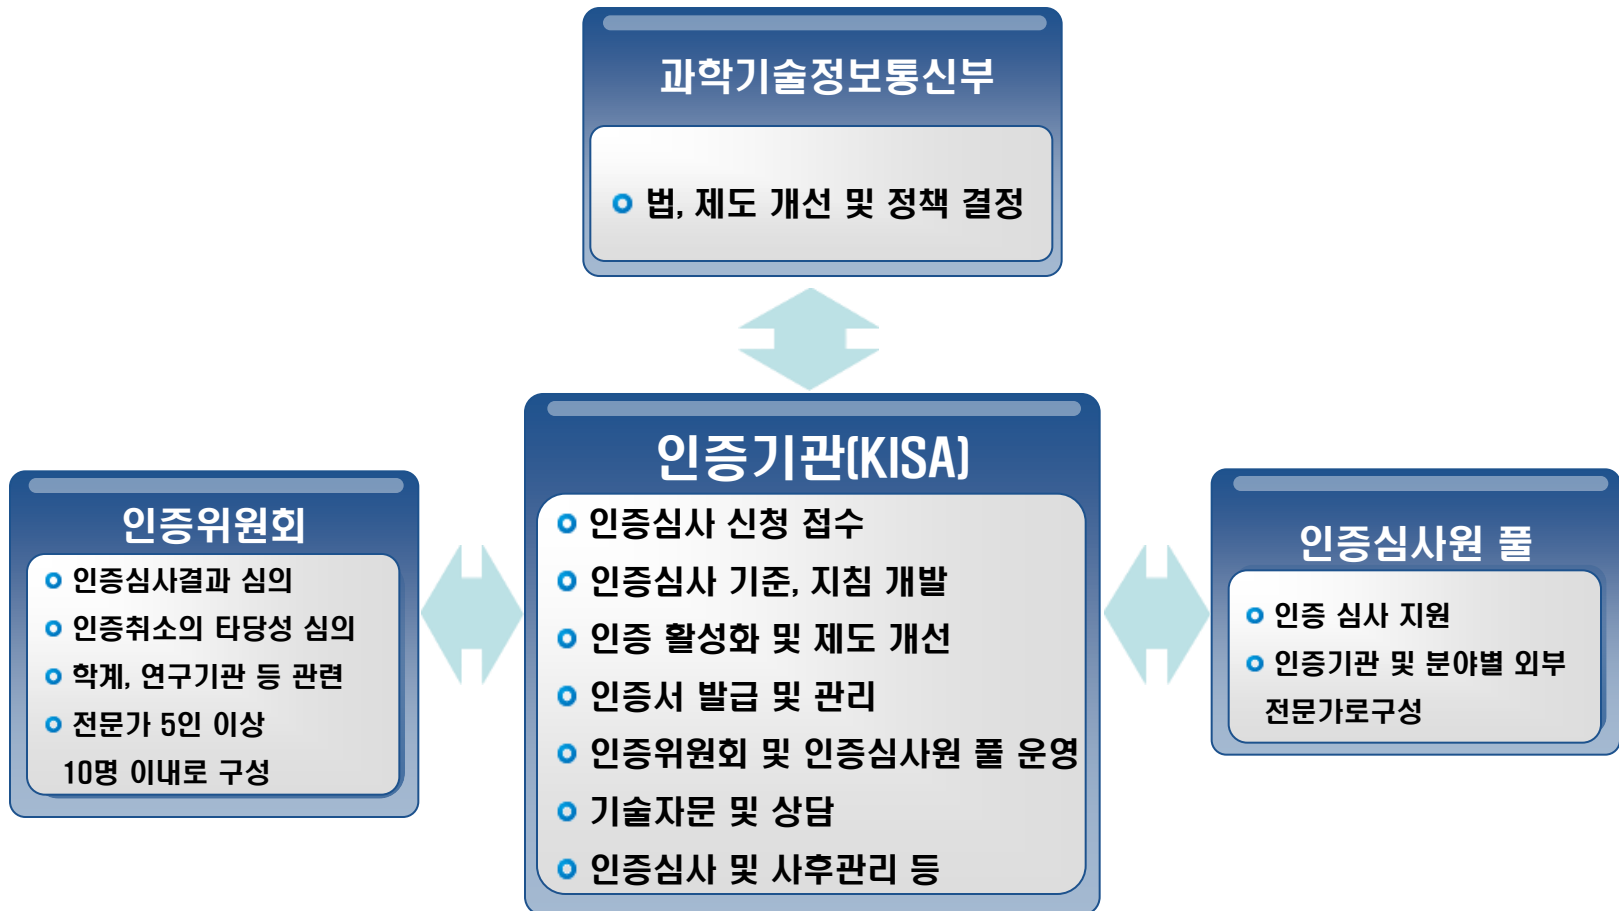 과학기술정보통신부
법, 제도 개선 및 정책 결정
인증위원회
인증심사결과 심의
인증취소의 타당성 심의
학계, 연구기관 등 관련
전문가 5인 이상
10명 이내로 구성
인증기관(KISA)
인증심사 신청 접수
인증심사 기준, 지침 개발
인증 활성화 및 제도 개선
인증서 발급 및 관리
인증위원회 및 인증심사원 풀 운영
기술자문 및 상담
인증심사 및 사후관리 등
인증심사원 풀
인증 심사 지원
인증기관 및 분야별 외부
전문가로구성